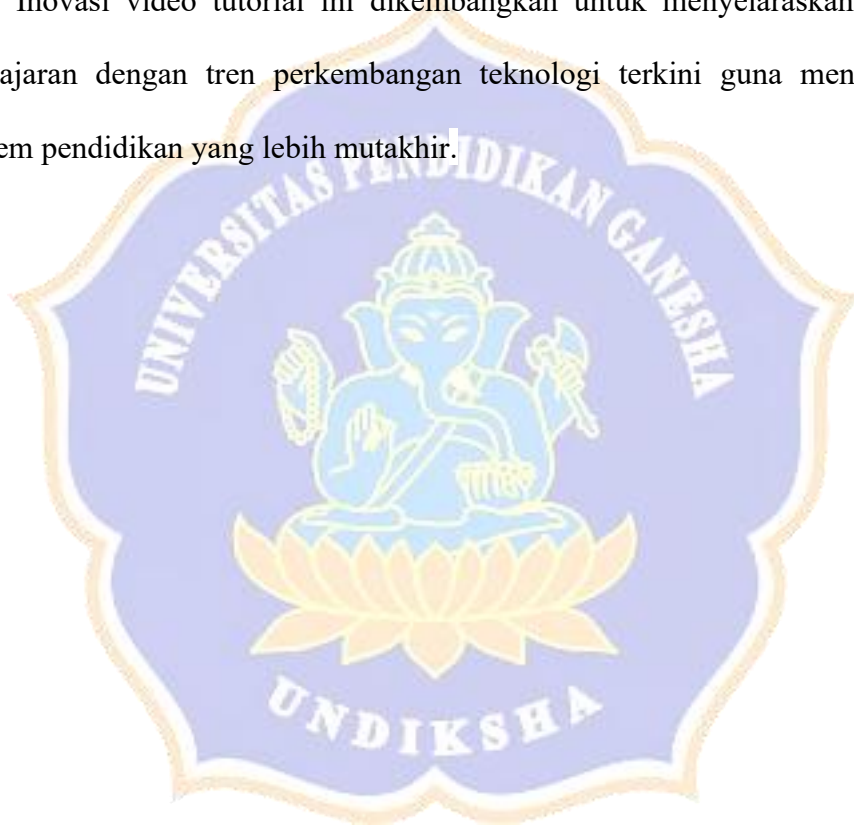 Inovasi video tutorial ini dikembangkan untuk menyelaraskan
ajaran dengan tren perkembangan teknologi terkini guna men
em pendidikan yang lebih mutakhir.
UNIVERSITAS PENDIDIKAN GANESHA
UNDIKSHA